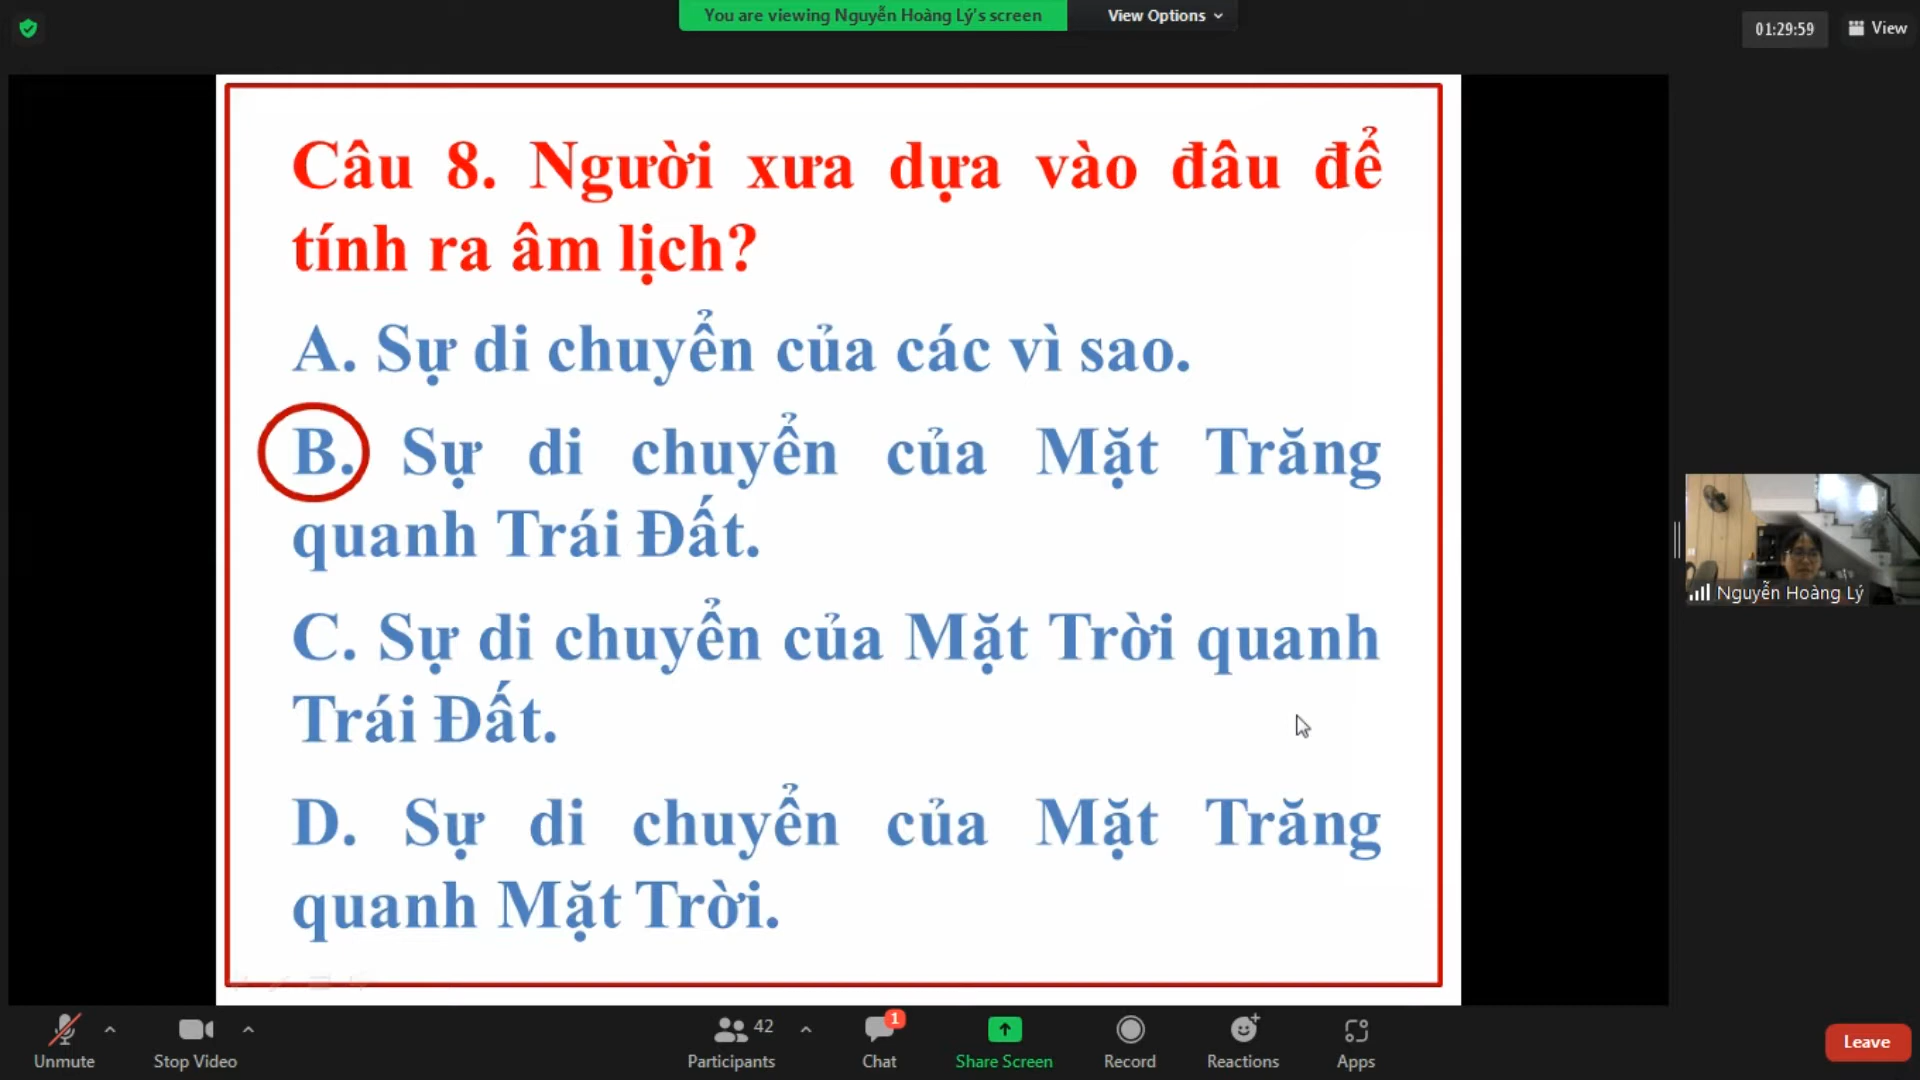 You are viewing Nguyễn Hoàng Lý's screen
View Options
01:29:59
View
Câu 8. Người xưa dựa vào đâu để
tính ra âm lịch?
A. Sự di chuyển của các vì sao.
B. Sự di chuyển của Mặt Trăng
quanh Trái Đất.
C. Sự di chuyển của Mặt Trời quanh
Trái Đất.
D. Sự di chuyển của Mặt Trăng
quanh Mặt Trời.
Nguyễn Hoàng Lý
Unmute
Stop Video
42
Participants
1
Chat
Share Screen
Record
Reactions
Apps
Leave